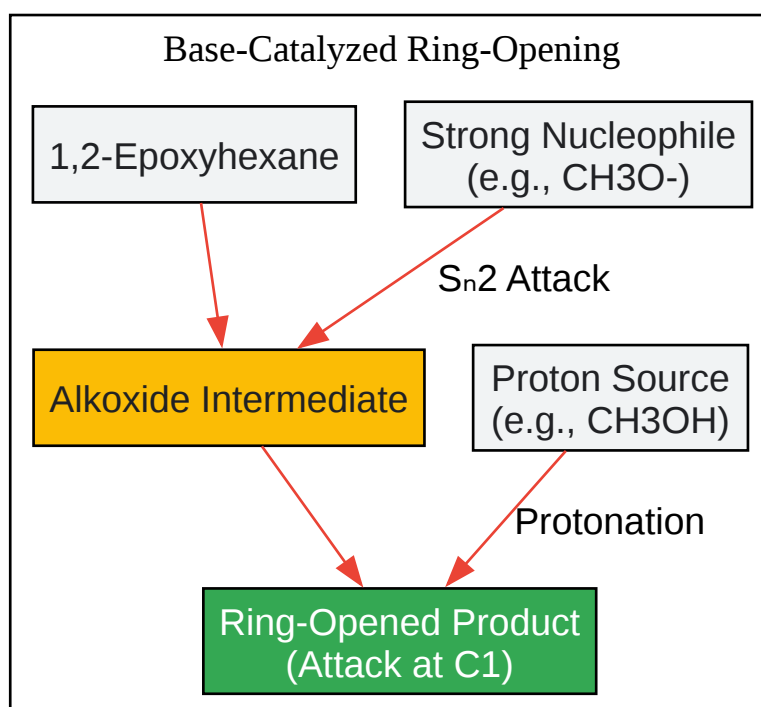 Base-Catalyzed Ring-Opening
1,2-Epoxyhexane
Strong Nucleophile
(e.g., CH3O-)
Sₙ2 Attack
Alkoxide Intermediate
Proton Source
(e.g., CH3OH)
Protonation
Ring-Opened Product
(Attack at C1)